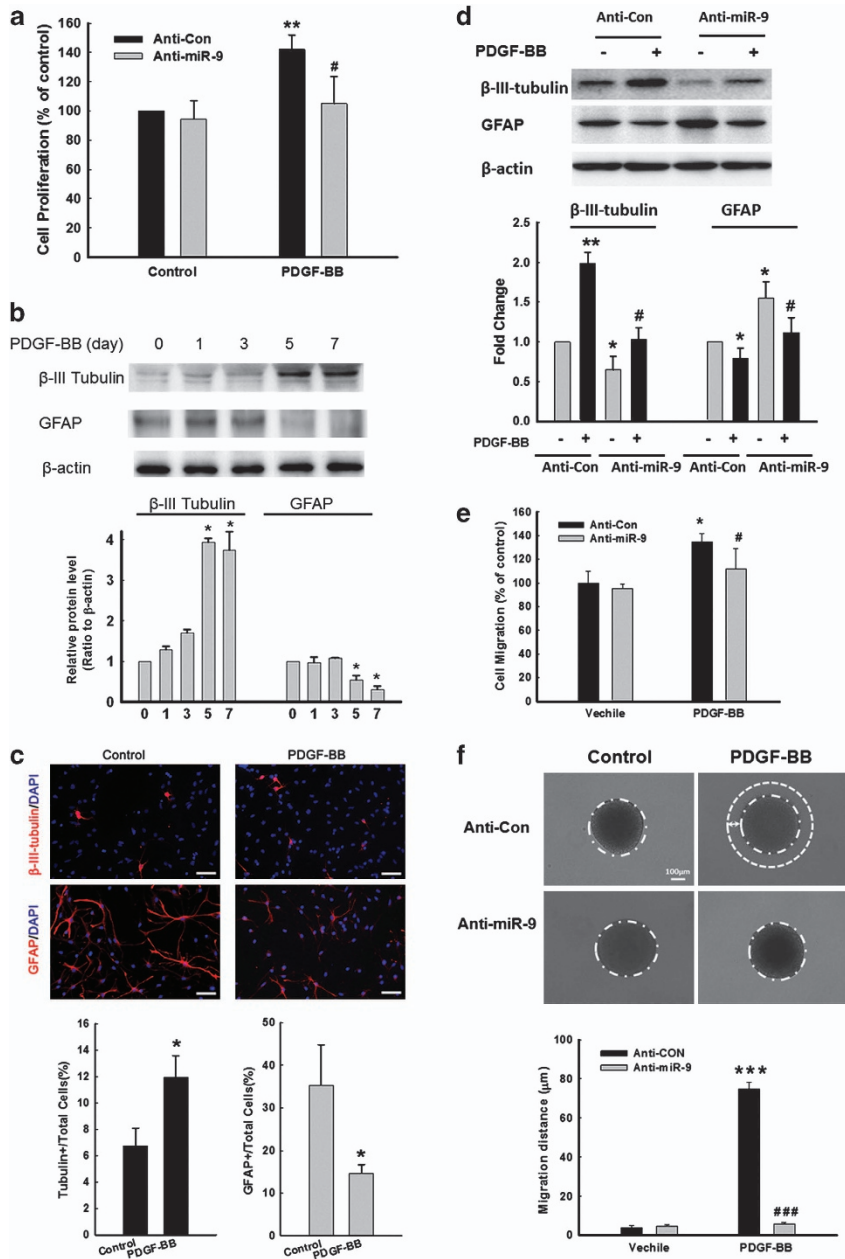 a
160
140
120
100
80
60
40
20
0
Cell Proliferation (% of control)
Anti-Con
Anti-miR-9
**
#
Control
PDGF-BB
b
PDGF-BB (day) 0 1 3 5 7
β-III Tubulin
GFAP
β-actin
β-III Tubulin
GFAP
Relative protein level
(Ratio to β-actin)
4
2
1
0
* *
*
*
0 1 3 5 7 0 1 3 5 7
c
Control
PDGF-BB
β-III-tubulin/DAPI
GFAP/DAPI
Tubulin+/Total Cells(%)
16
14
12
10
8
6
4
2
0
*
Control
PDGF-BB
GFAP+/Total Cells(%)
50
40
30
20
10
0
*
Control
PDGF-BB
d
Anti-Con
Anti-miR-9
PDGF-BB - + - +
β-III-tubulin
GFAP
β-actin
β-III-tubulin
GFAP
Fold Change
2.5
2.0
1.5
1.0
0.5
0.0
**
*
#
*
*
#
PDGF-BB - + - + - + - +
Anti-Con Anti-miR-9 Anti-Con Anti-miR-9
e
Cell Migration (% of control)
160
140
120
100
80
60
40
20
0
Anti-Con
Anti-miR-9
*
#
Vechile
PDGF-BB
f
Control
PDGF-BB
Anti-Con
100µm
Anti-miR-9
Migration distance (µm)
100
80
60
40
20
0
Anti-CON
Anti-miR-9
***
###
Vechile
PDGF-BB